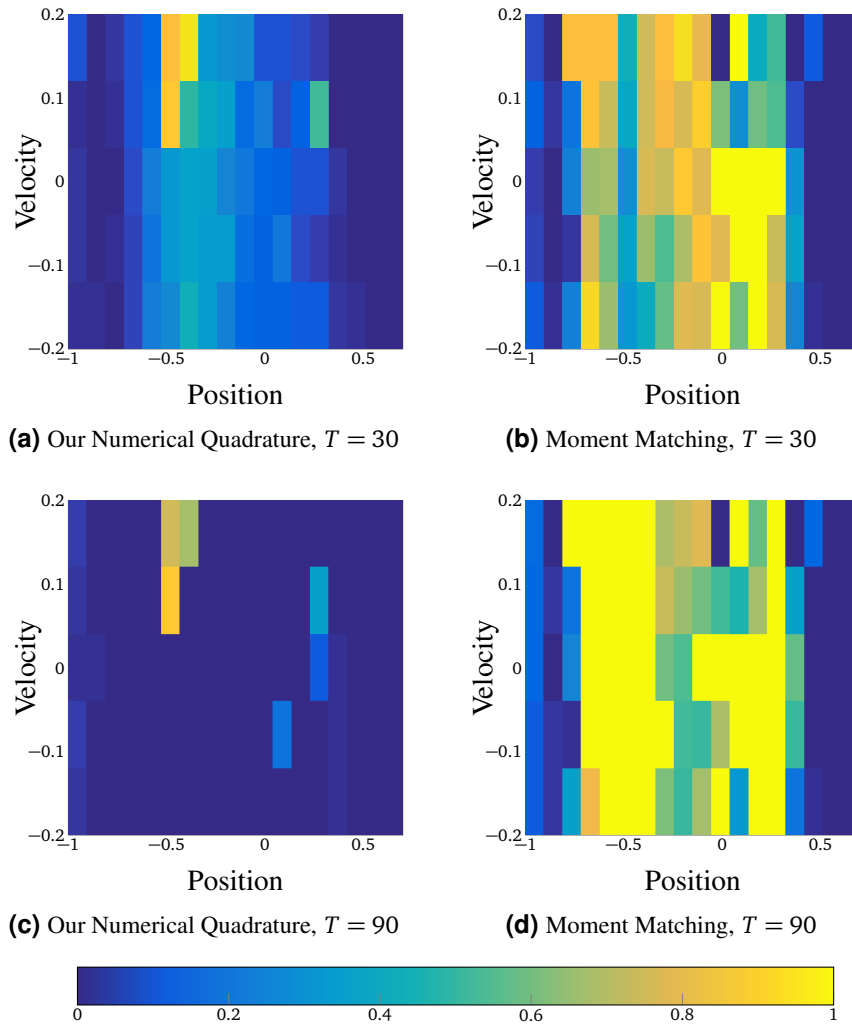 0.2
0.1
0
−0.1
−0.2
Velocity
−1 −0.5 0 0.5
Position
(a) Our Numerical Quadrature, T = 30
0.2
0.1
0
−0.1
−0.2
Velocity
−1 −0.5 0 0.5
Position
(b) Moment Matching, T = 30
0.2
0.1
0
−0.1
−0.2
Velocity
−1 −0.5 0 0.5
Position
(c) Our Numerical Quadrature, T = 90
0.2
0.1
0
−0.1
−0.2
Velocity
−1 −0.5 0 0.5
Position
(d) Moment Matching, T = 90
0 0.2 0.4 0.6 0.8 1